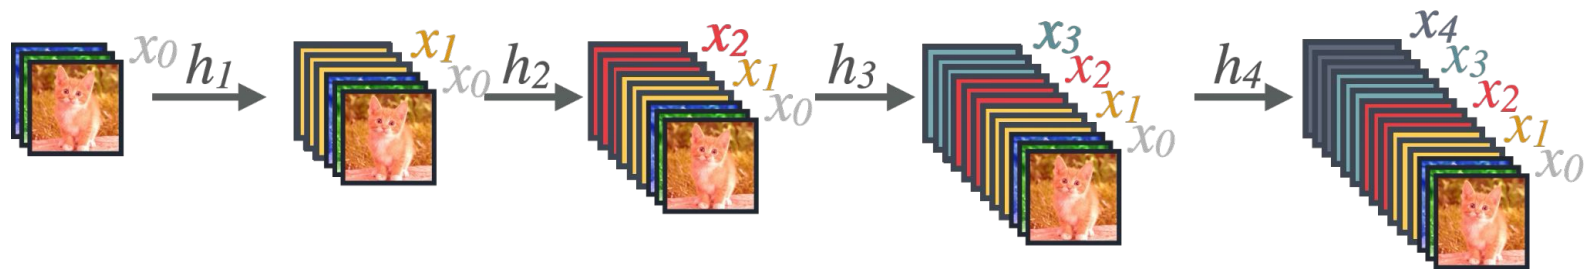 x₀
h₁
x₁
x₀
h₂
x₂
x₁
x₀
h₃
x₃
x₂
x₁
x₀
h₄
x₄
x₃
x₂
x₁
x₀